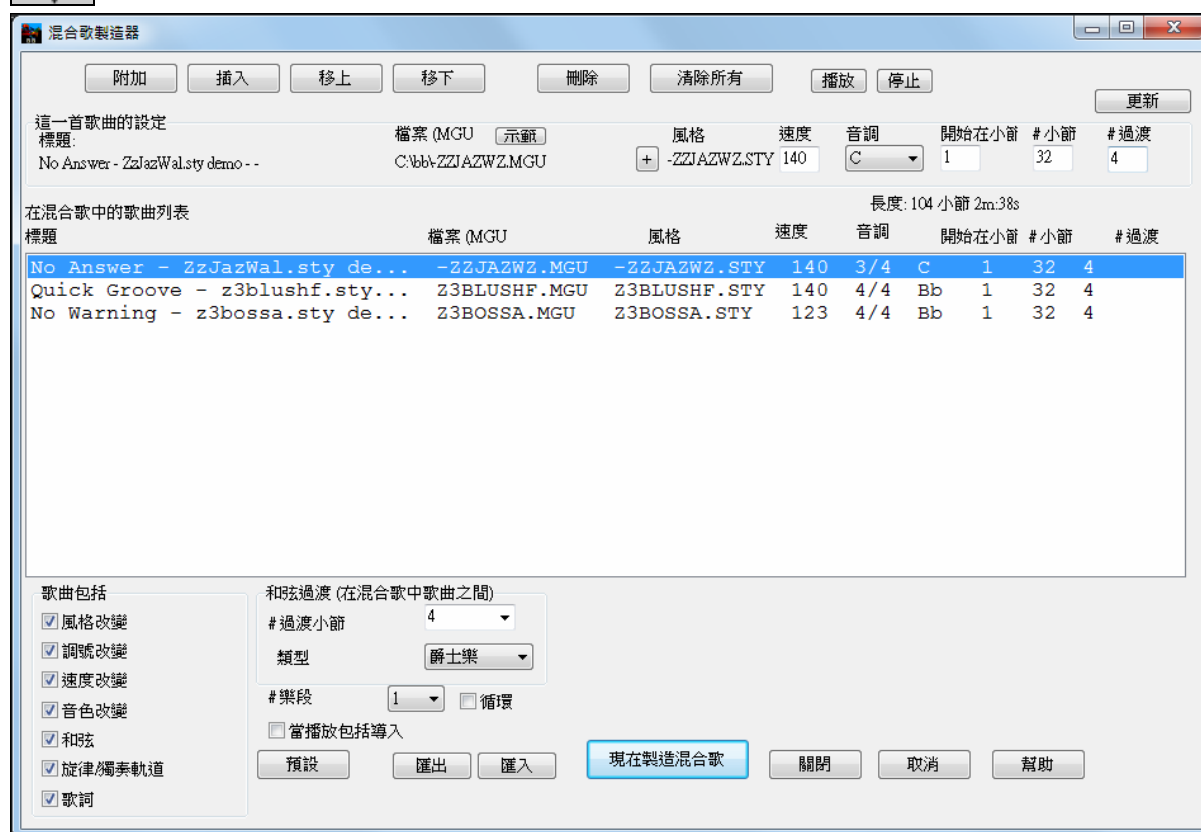 混合歌製造器
附加 插入 移上 移下 刪除 清除所有 播放 停止
更新
這一首歌曲的設定
標題: 檔案 (MGU 示範 風格 速度 音調 開始在小節 #小節 #過渡
No Answer - ZzJazWal.sty demo - - C:\bb\-ZZJAZWZ.MGU + -ZZJAZWZ.STY 140 C 1 32 4
在混合歌中的歌曲列表 長度: 104 小節 2m:38s
標題 檔案 (MGU 風格 速度 音調 開始在小節 #小節 #過渡
No Answer - ZzJazWal.sty de... -ZZJAZWZ.MGU -ZZJAZWZ.STY 140 3/4 C 1 32 4
Quick Groove - z3blushf.sty... Z3BLUSHF.MGU Z3BLUSHF.STY 140 4/4 Bb 1 32 4
No Warning - z3bossa.sty de... Z3BOSSA.MGU Z3BOSSA.STY 123 4/4 Bb 1 32 4
歌曲包括
風格改變
調號改變
速度改變
音色改變
和弦
旋律/獨奏軌道
歌詞
和弦過渡 (在混合歌中歌曲之間)
#過渡小節 4
類型 爵士樂
#樂段 1 循環
當播放包括導入
預設 匯出 匯入 現在製造混合歌 關閉 取消 幫助